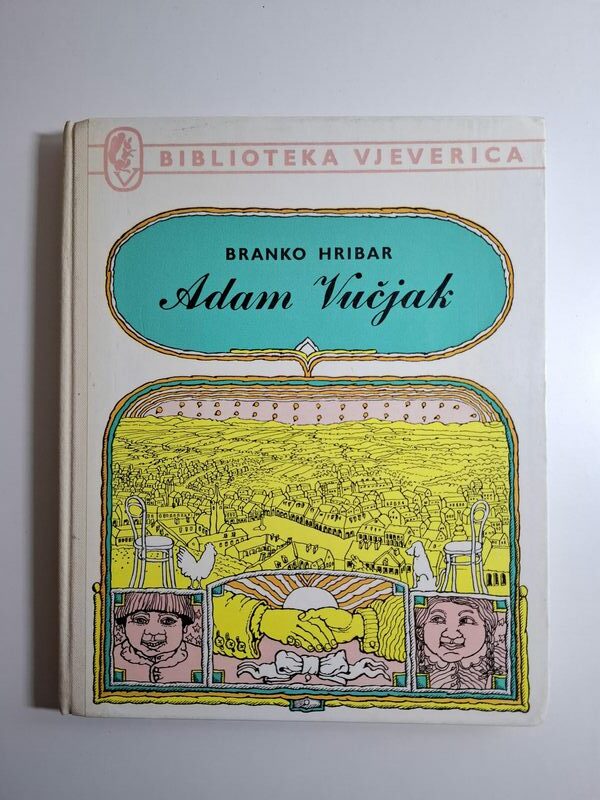 BIBLIOTEKA VJEVERICA
BRANKO HRIBAR
Adam Vučjak